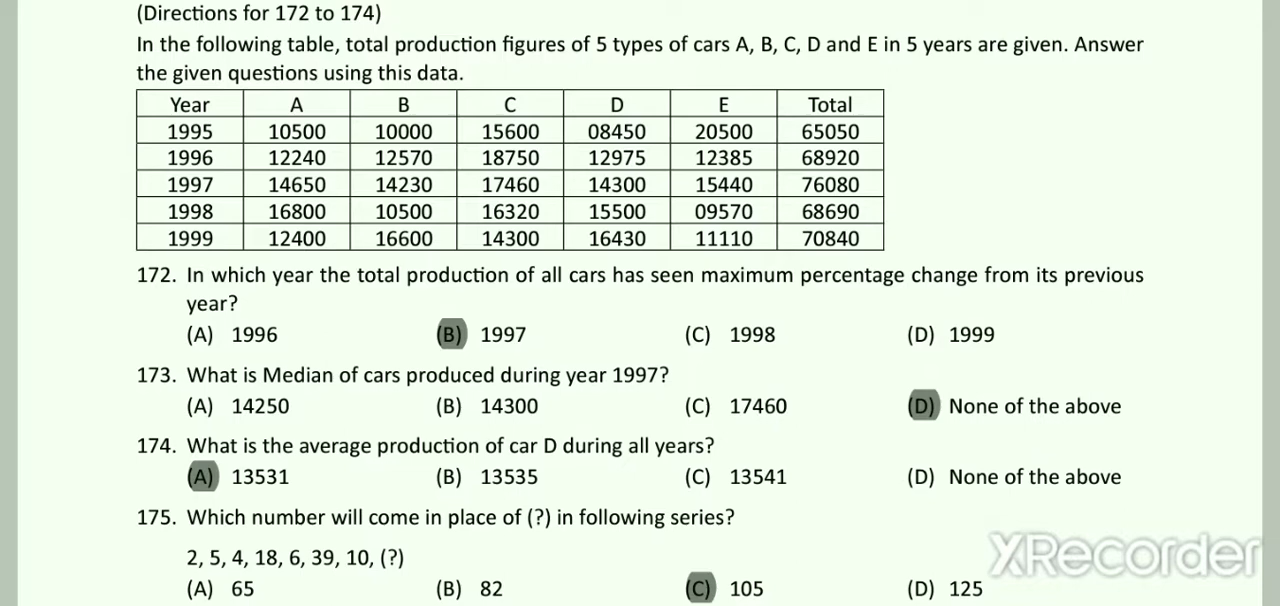 (Directions for 172 to 174)
In the following table, total production figures of 5 types of cars A, B, C, D and E in 5 years are given. Answer
the given questions using this data.
Year A B C D E Total
1995 10500 10000 15600 08450 20500 65050
1996 12240 12570 18750 12975 12385 68920
1997 14650 14230 17460 14300 15440 76080
1998 16800 10500 16320 15500 09570 68690
1999 12400 16600 14300 16430 11110 70840
172. In which year the total production of all cars has seen maximum percentage change from its previous
year?
(A) 1996 (B) 1997 (C) 1998 (D) 1999
173. What is Median of cars produced during year 1997?
(A) 14250 (B) 14300 (C) 17460 (D) None of the above
174. What is the average production of car D during all years?
(A) 13531 (B) 13535 (C) 13541 (D) None of the above
175. Which number will come in place of (?) in following series?
2, 5, 4, 18, 6, 39, 10, (?)
(A) 65 (B) 82 (C) 105 (D) 125
XRecorder